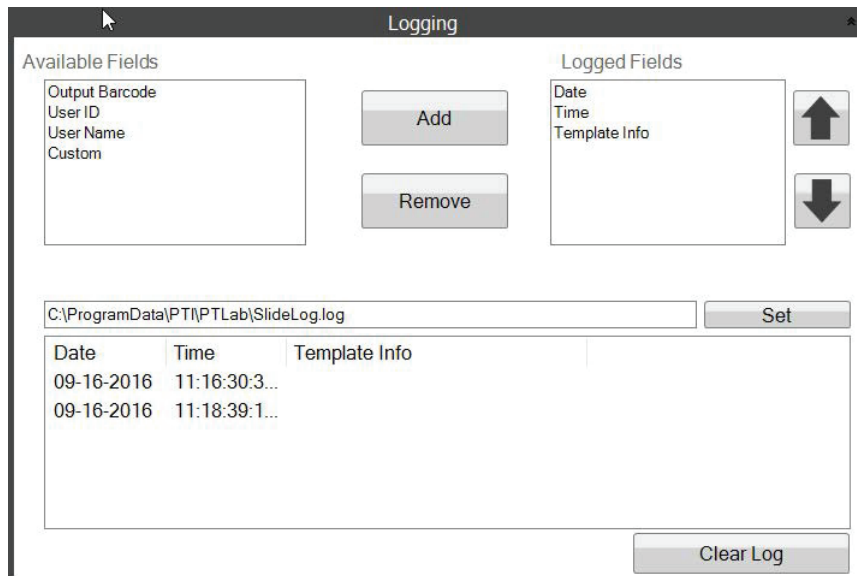 Logging
Available Fields
Output Barcode
User ID
User Name
Custom
Add
Remove
Logged Fields
Date
Time
Template Info
C:\ProgramData\PTI\PTLab\SlideLog.log
Set
Date Time Template Info
09-16-2016 11:16:30:3...
09-16-2016 11:18:39:1...
Clear Log